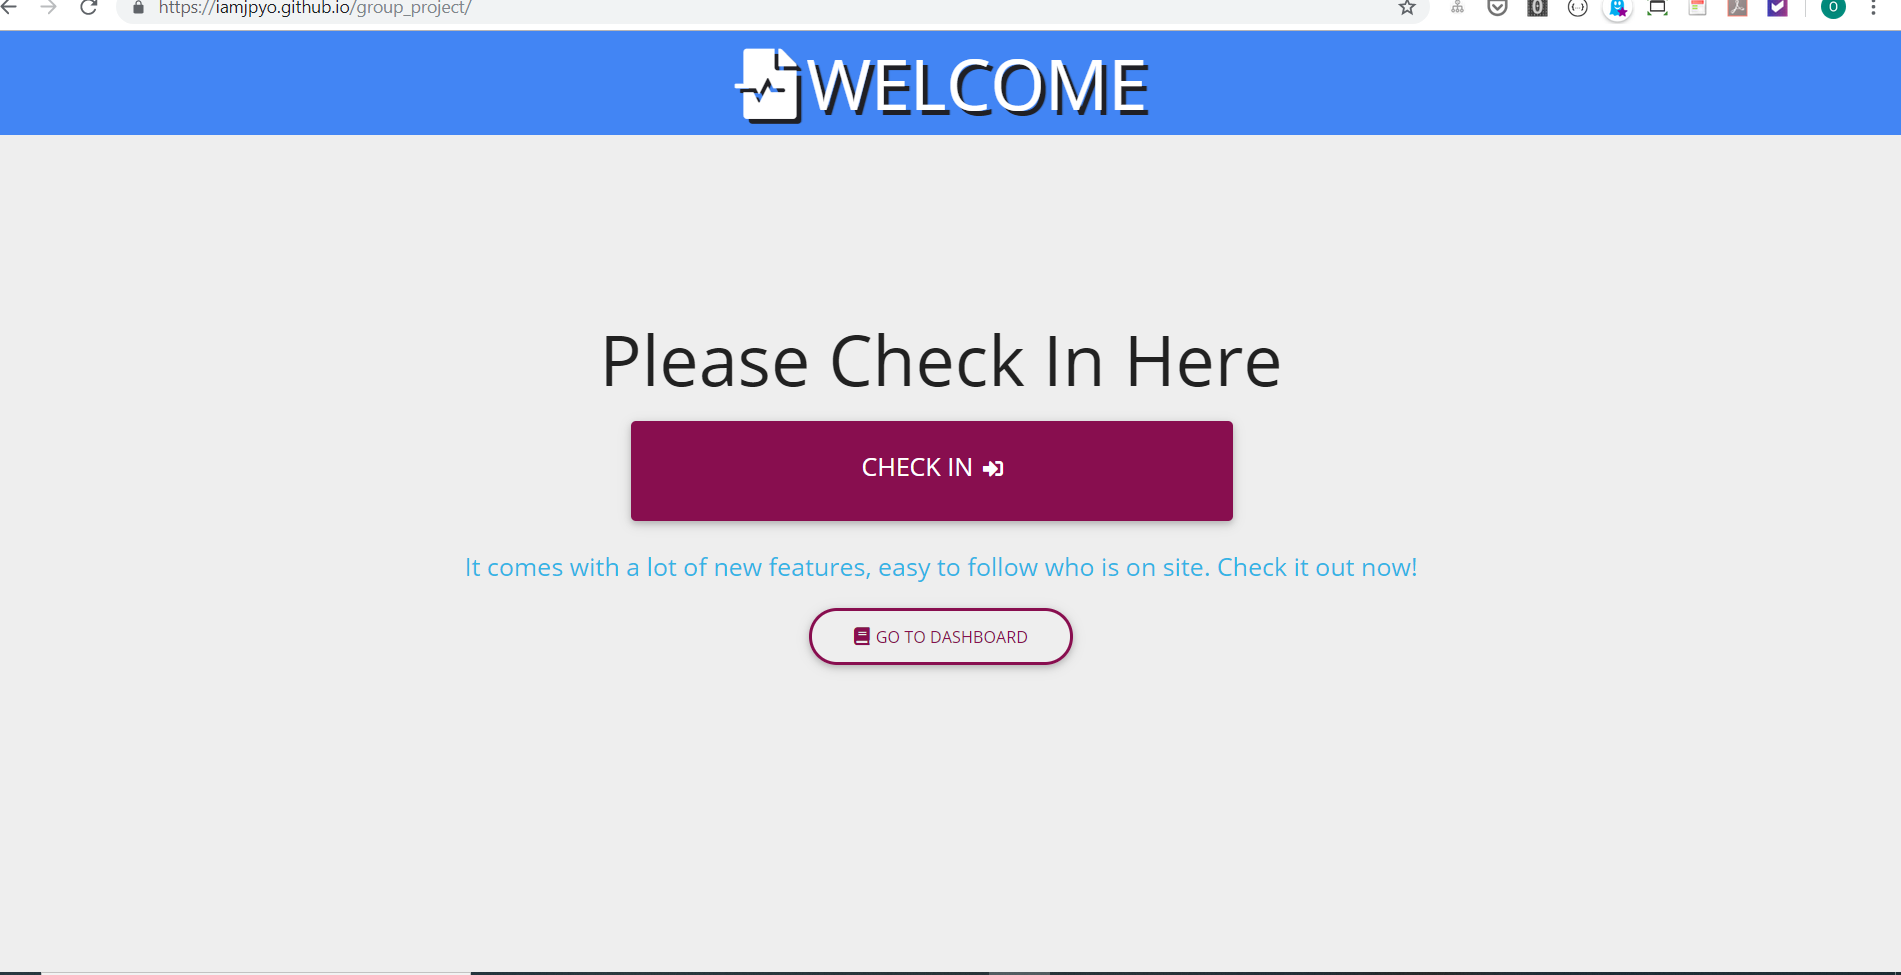 https://iamjpyo.github.io/group_project/
O
WELCOME
Please Check In Here
CHECK IN
It comes with a lot of new features, easy to follow who is on site. Check it out now!
GO TO DASHBOARD